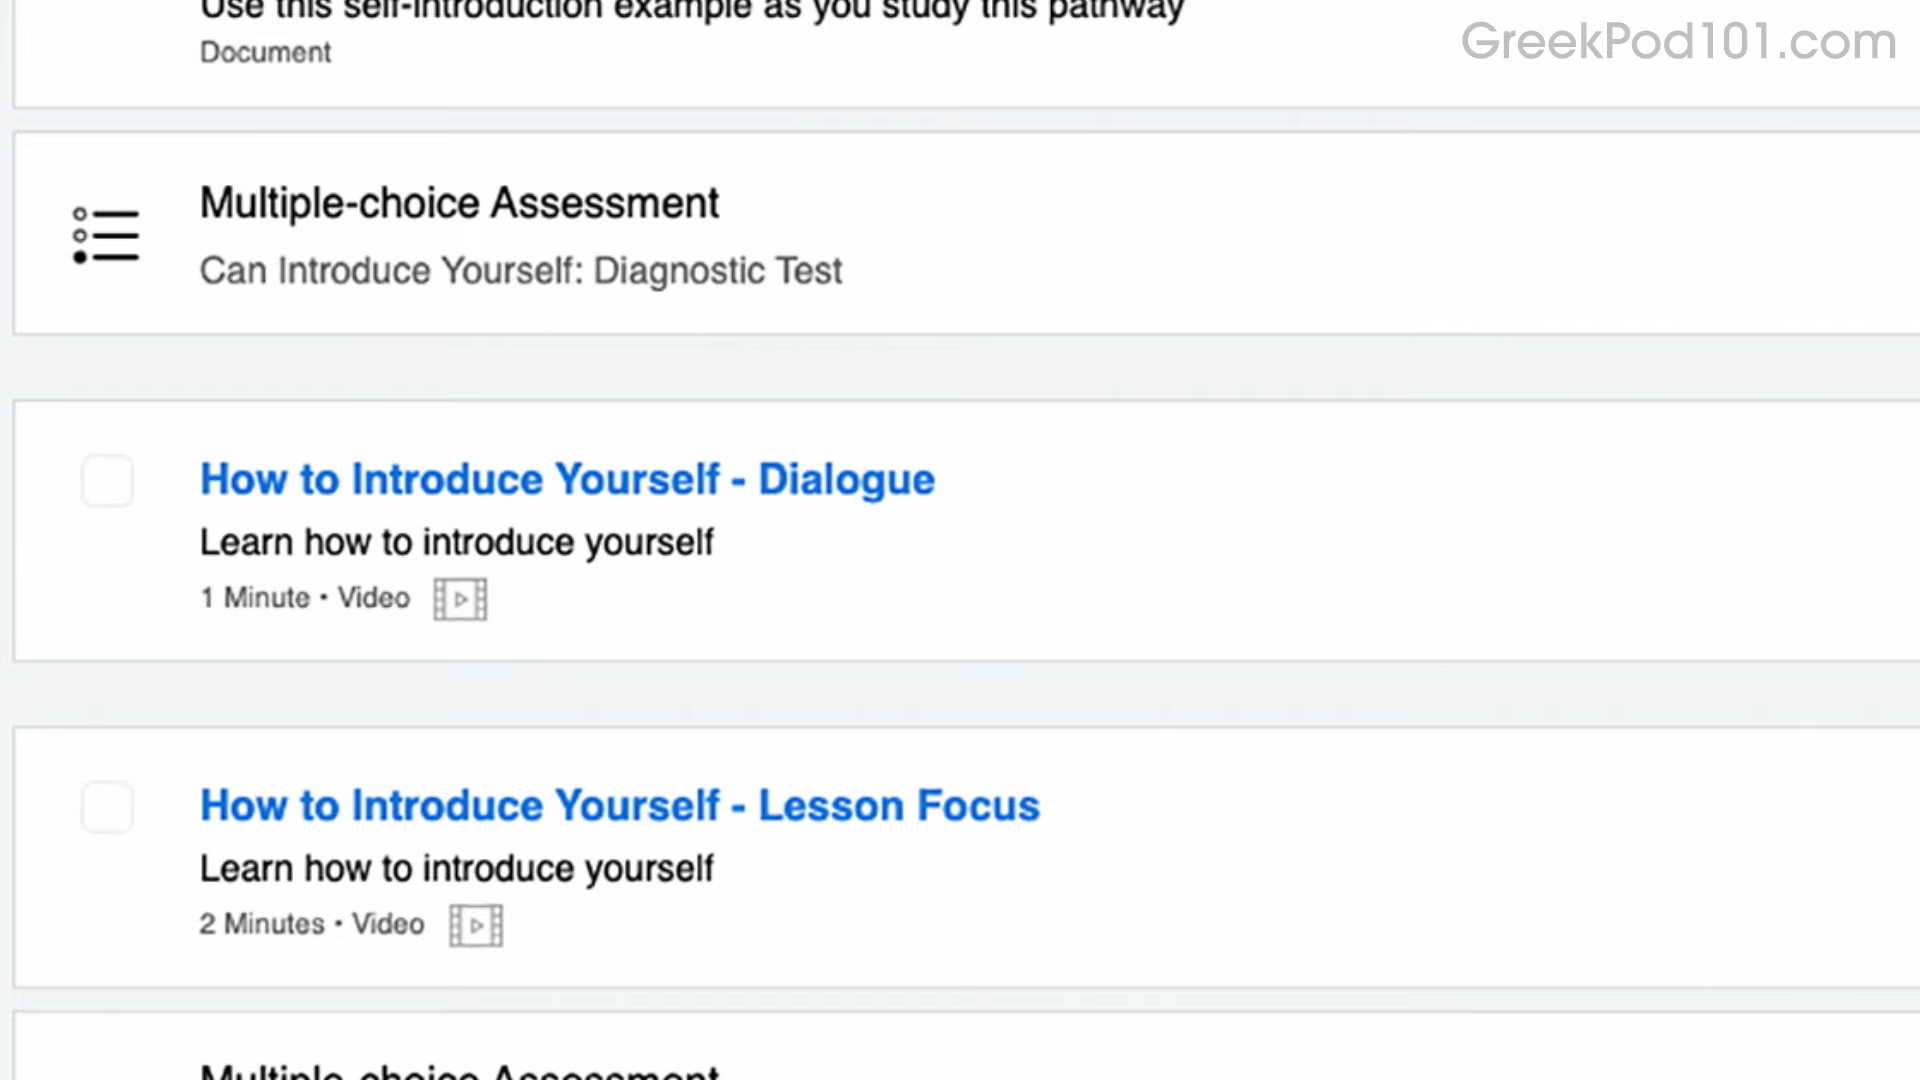 Use this self-introduction example as you study this pathway
GreekPod101.com
Document
Multiple-choice Assessment
Can Introduce Yourself: Diagnostic Test
How to Introduce Yourself - Dialogue
Learn how to introduce yourself
1 Minute • Video
How to Introduce Yourself - Lesson Focus
Learn how to introduce yourself
2 Minutes • Video
Multiple-choice Assessment